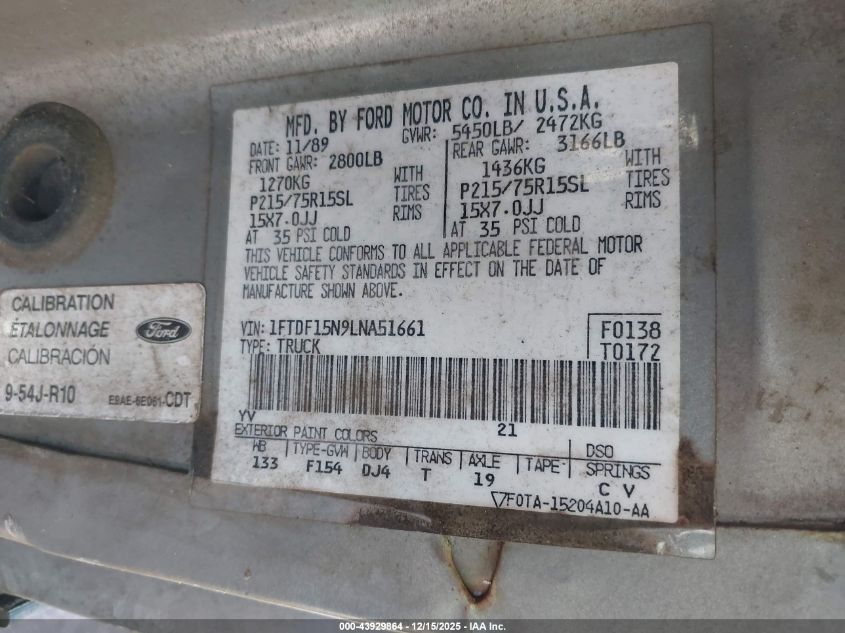 MFD. BY FORD MOTOR CO. IN U.S.A.
DATE: 11/89 GVWR: 5450LB/ 2472KG
FRONT GAWR: 2800LB REAR GAWR: 3166LB
1270KG WITH 1436KG WITH
P215/75R15SL TIRES P215/75R15SL TIRES
15X7.0JJ RIMS 15X7.0JJ RIMS
AT 35 PSI COLD AT 35 PSI COLD
THIS VEHICLE CONFORMS TO ALL APPLICABLE FEDERAL MOTOR
VEHICLE SAFETY STANDARDS IN EFFECT ON THE DATE OF
MANUFACTURE SHOWN ABOVE.
VIN: 1FTDF15N9LNA51661 F0138
TYPE: TRUCK T0172
YV 21
EXTERIOR PAINT COLORS DSO
WB TYPE-GVW BODY TRANS AXLE TAPE SPRINGS
133 F154 DJ4 T 19 C V
F0TA-15204A10-AA
CALIBRATION
ÉTALONNAGE Ford
CALIBRACIÓN
9-54J-R10 E9AE-6E061-CDT
000-43929864 - 12/15/2025 - IAA Inc.